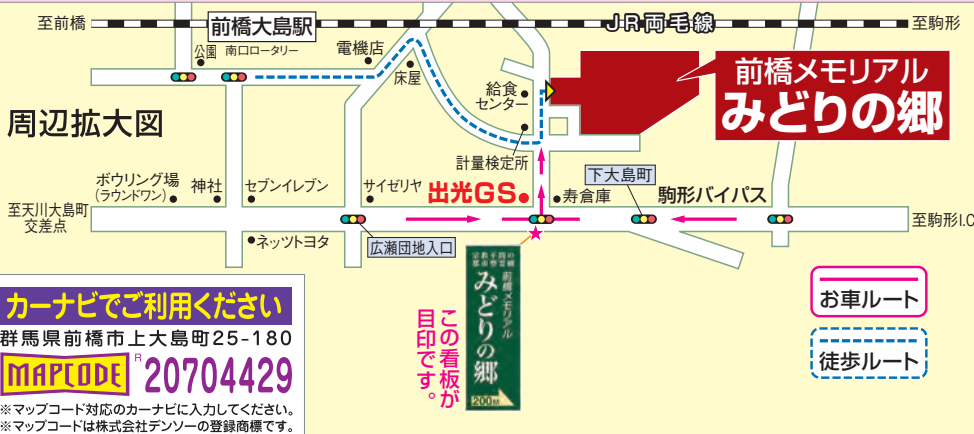 至前橋
前橋大島駅
JR両毛線
至駒形
公園
南口ロータリー
電機店
床屋
給食
センター
前橋メモリアル
みどりの郷
周辺拡大図
計量検定所
ボウリング場
(ラウンドワン)
神社
セブンイレブン
サイゼリヤ
出光GS
寿倉庫
下大島町
駒形バイパス
至天川大島町
交差点
至駒形I.C
ネッツトヨタ
広瀬団地入口
前橋メモリアル
みどりの郷
200m
この看板が
目印です。
お車ルート
徒歩ルート
カーナビでご利用ください
群馬県前橋市上大島町25-180
MAPCODE R 20704429
※マップコード対応のカーナビに入力してください。
※マップコードは株式会社デンソーの登録商標です。